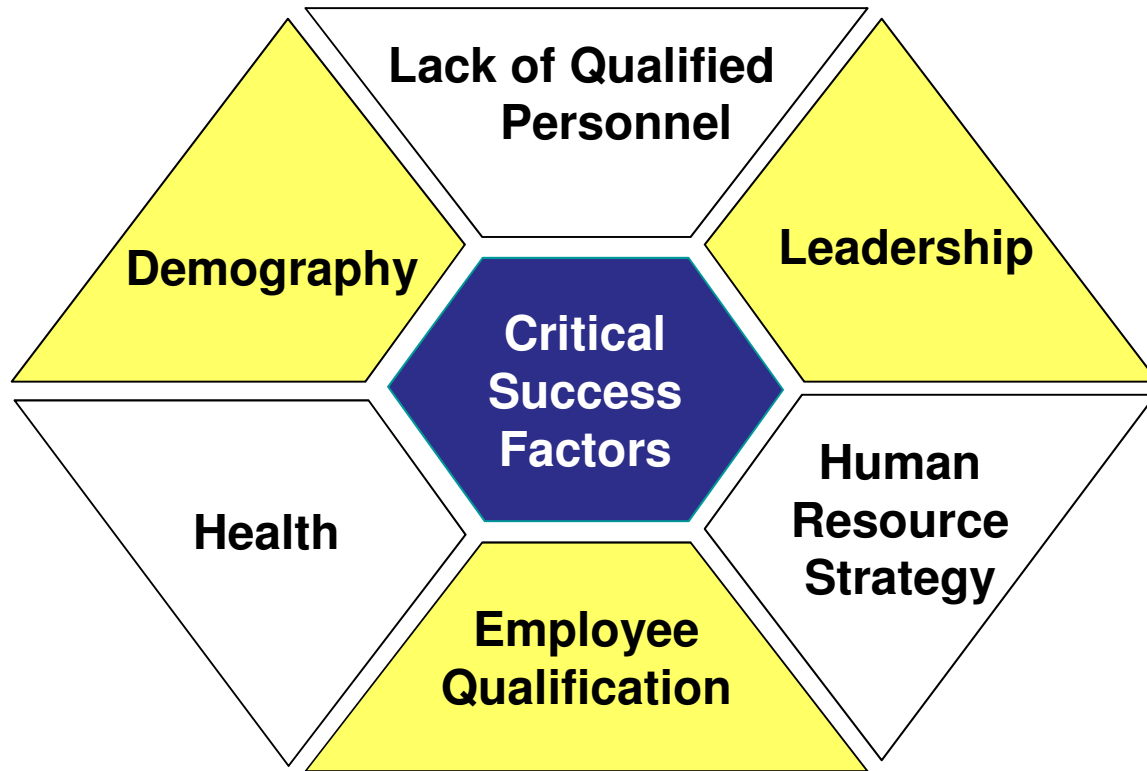 Lack of Qualified
Personnel
Demography
Leadership
Critical
Success
Factors
Health
Human
Resource
Strategy
Employee
Qualification